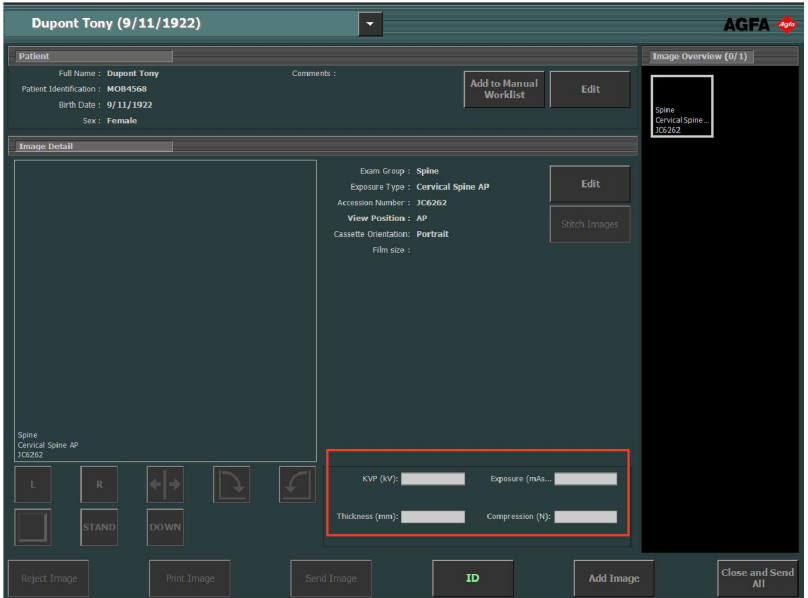 Dupont Tony (9/11/1922)
AGFA
Agfa
Patient
Full Name : Dupont Tony
Comments :
Patient Identification : MOB4568
Birth Date : 9/11/1922
Sex : Female
Add to Manual
Worklist
Edit
Image Overview (0/1)
Spine
Cervical Spine ...
JC6262
Image Detail
Exam Group : Spine
Exposure Type : Cervical Spine AP
Accession Number : JC6262
View Position : AP
Cassette Orientation: Portrait
Film size :
Edit
Stitch Images
Spine
Cervical Spine AP
JC6262
L
R
STAND
DOWN
KVP (kV):
Exposure (mAs...
Thickness (mm):
Compression (N):
Reject Image
Print Image
Send Image
ID
Add Image
Close and Send
All